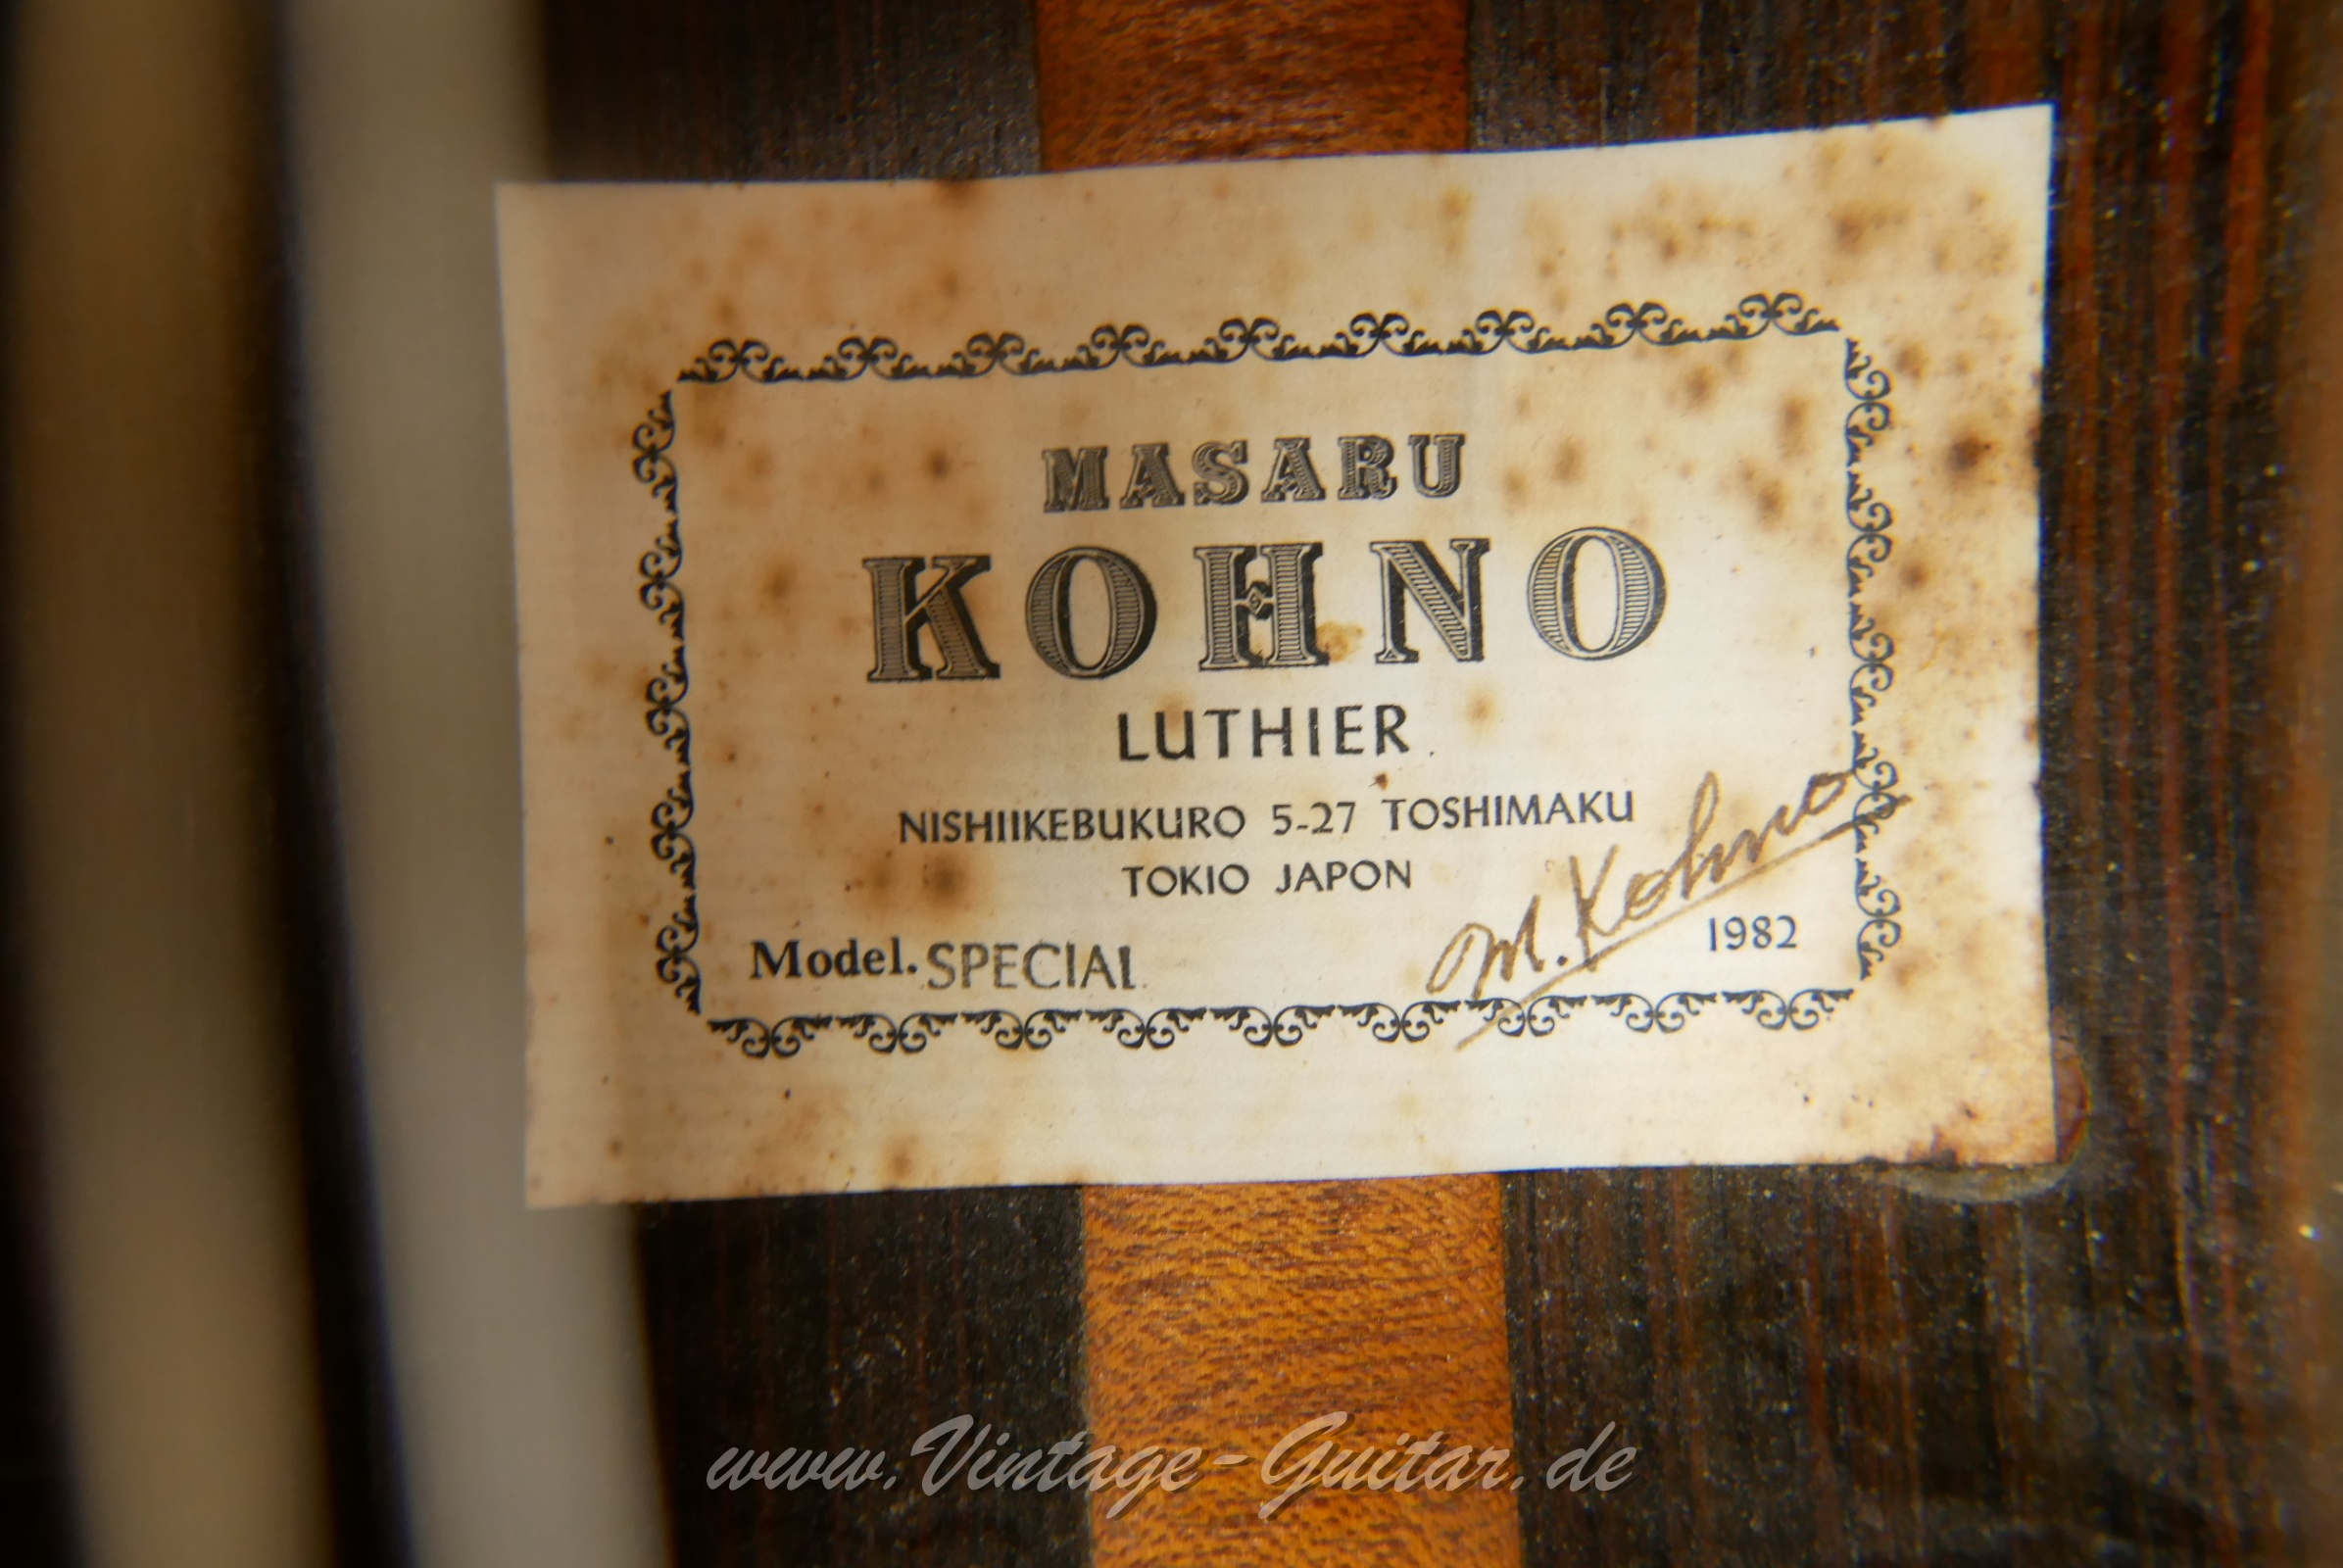 MASARU
KOHNO
LUTHIER
NISHIIKEBUKURO 5-27 TOSHIMAKU
TOKIO JAPON
M. Kohno
Model. SPECIAL
1982
www.Vintage-Guitar.de